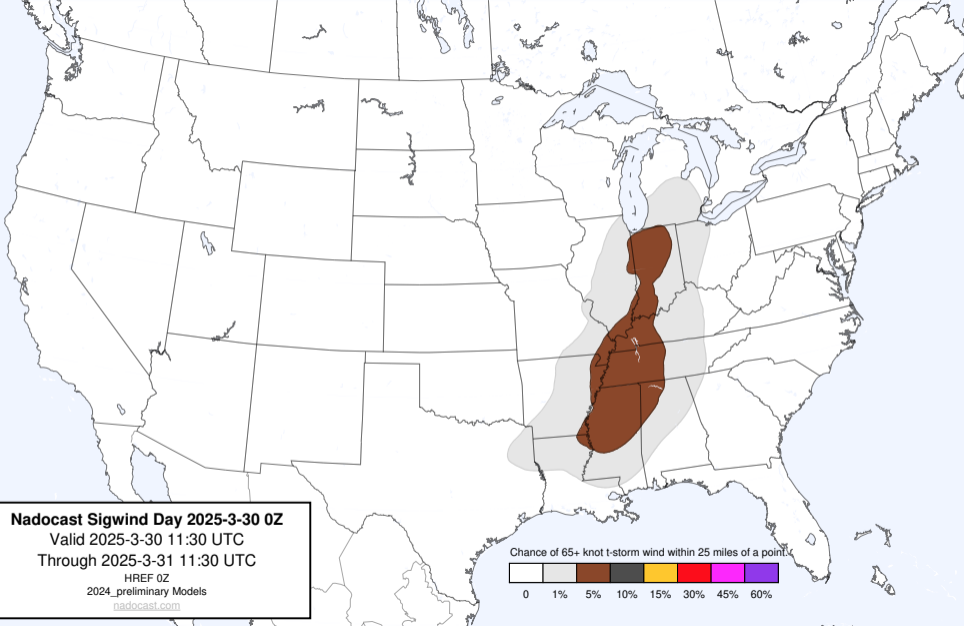 Nadocast Sigwind Day 2025-3-30 0Z
Valid 2025-3-30 11:30 UTC
Through 2025-3-31 11:30 UTC
HREF 0Z
2024_preliminary Models
nadocast.com
Chance of 65+ knot t-storm wind within 25 miles of a point.
0 1% 5% 10% 15% 30% 45% 60%